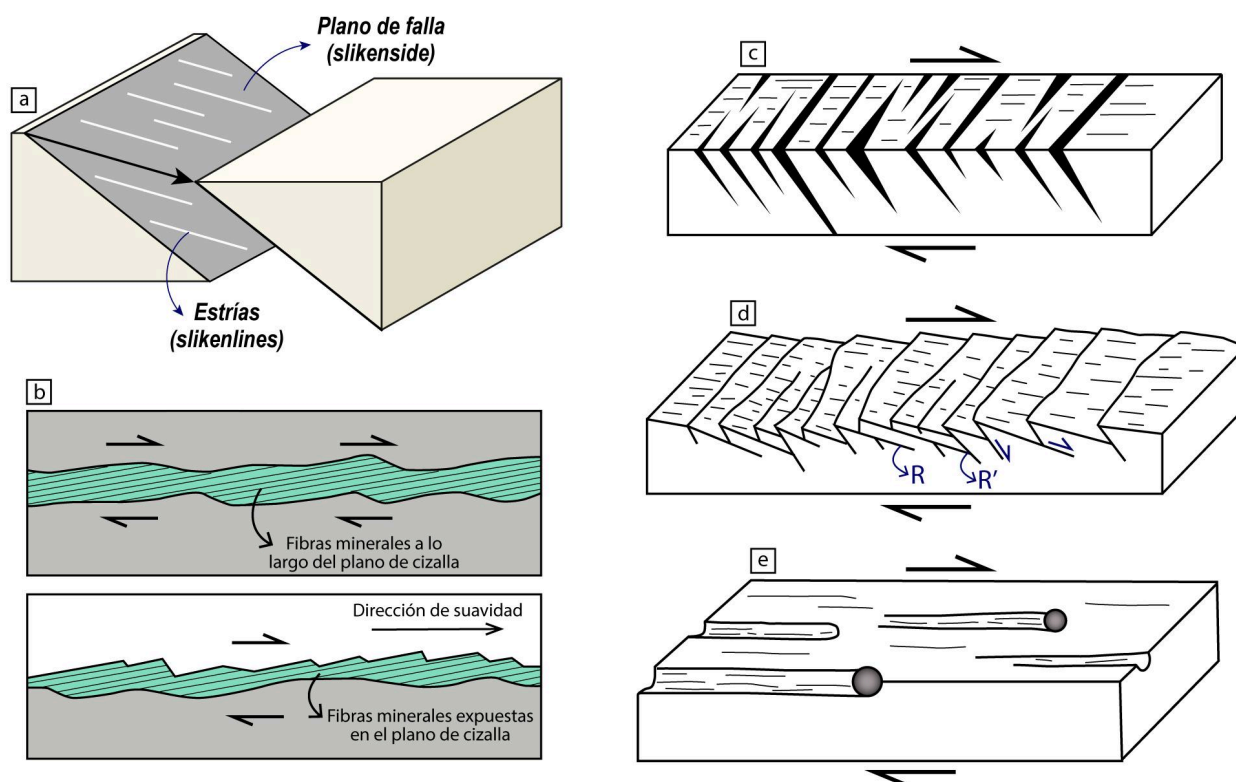 a
Plano de falla
(slikenside)
Estrías
(slikenlines)
b
Fibras minerales a lo
largo del plano de cizalla
Dirección de suavidad
Fibras minerales expuestas
en el plano de cizalla
c
d
R
R'
e